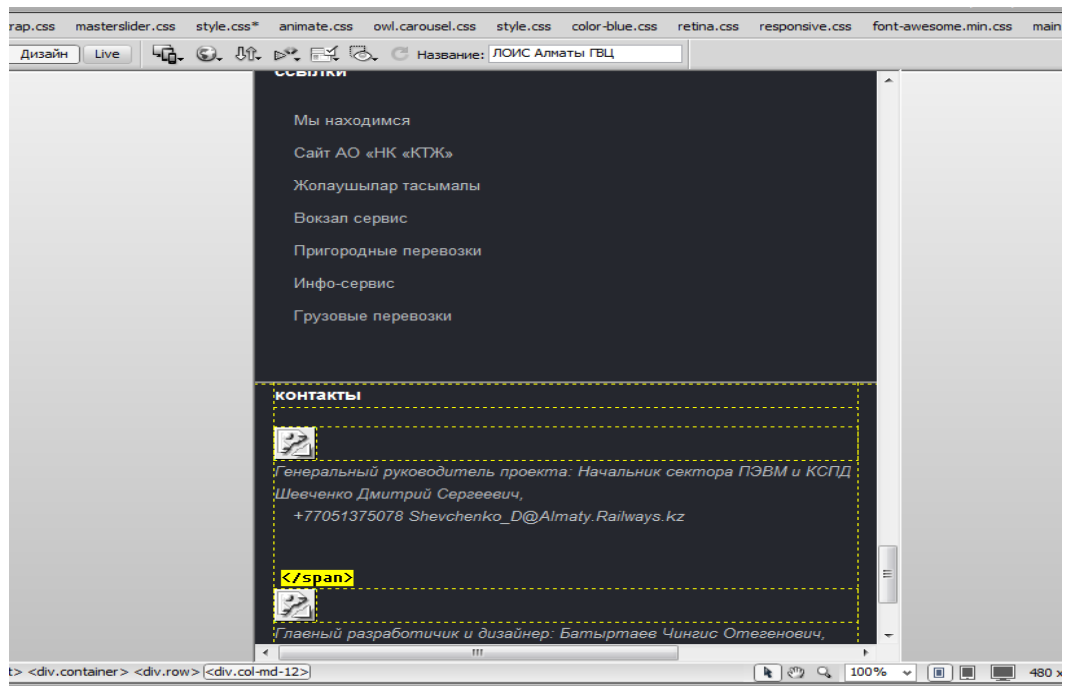 rap.css masterslider.css style.css* animate.css owl.carousel.css style.css color-blue.css retina.css responsive.css font-awesome.min.css main
Дизайн Live Название: ЛОИС Алматы ГВЦ
ссылки
Мы находимся
Сайт АО «НК «КТЖ»
Жолаушылар тасымалы
Вокзал сервис
Пригородные перевозки
Инфо-сервис
Грузовые перевозки
контакты
Генеральный руководитель проекта: Начальник сектора ПЭВМ и КСПД
Шевченко Дмитрий Сергеевич,
+77051375078 Shevchenko_D@Almaty.Railways.kz
</span>
Главный разработичик и дизайнер: Батыртаев Чингис Отегенович,
t> <div.container> <div.row> <div.col-md-12> 100% 480 x